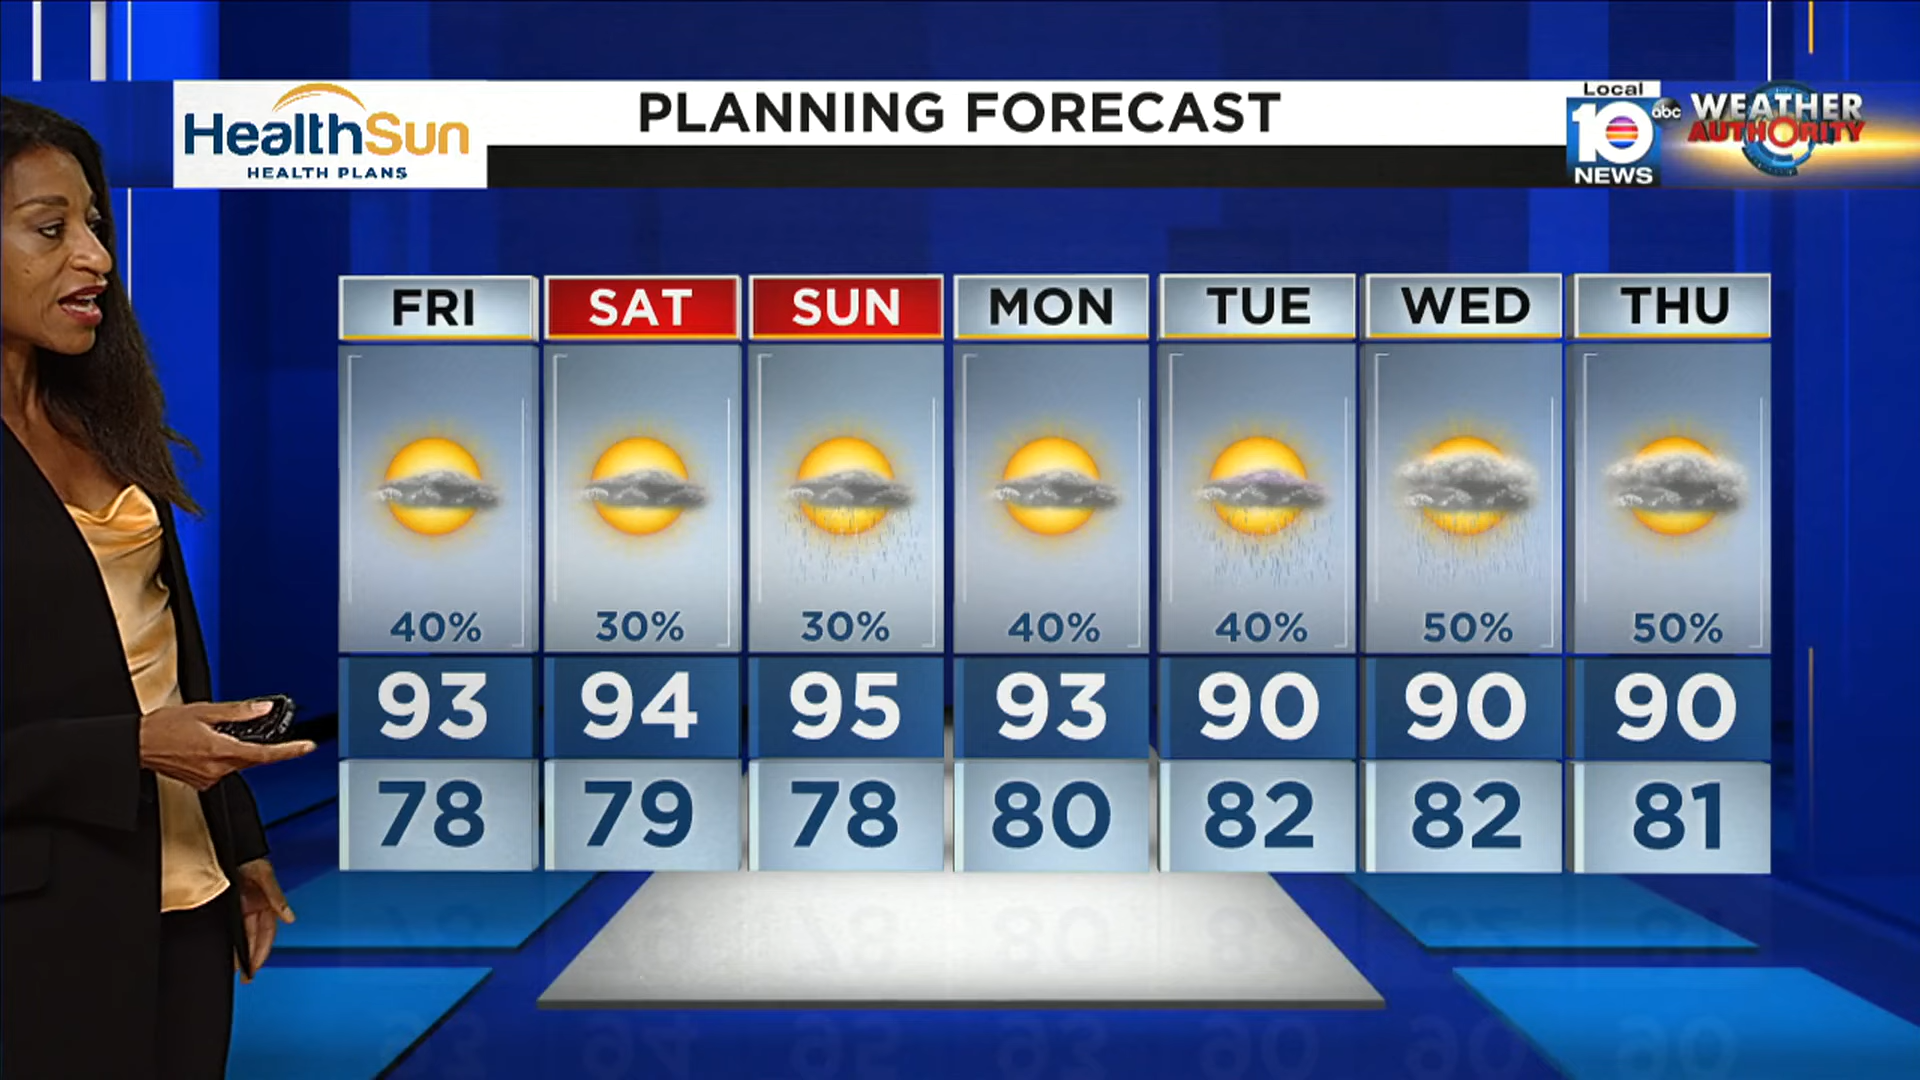 HealthSun
HEALTH PLANS
PLANNING FORECAST
Local
10
abc
NEWS
WEATHER
AUTHORITY
FRI SAT SUN MON TUE WED THU
40% 30% 30% 40% 40% 50% 50%
93 94 95 93 90 90 90
78 79 78 80 82 82 81